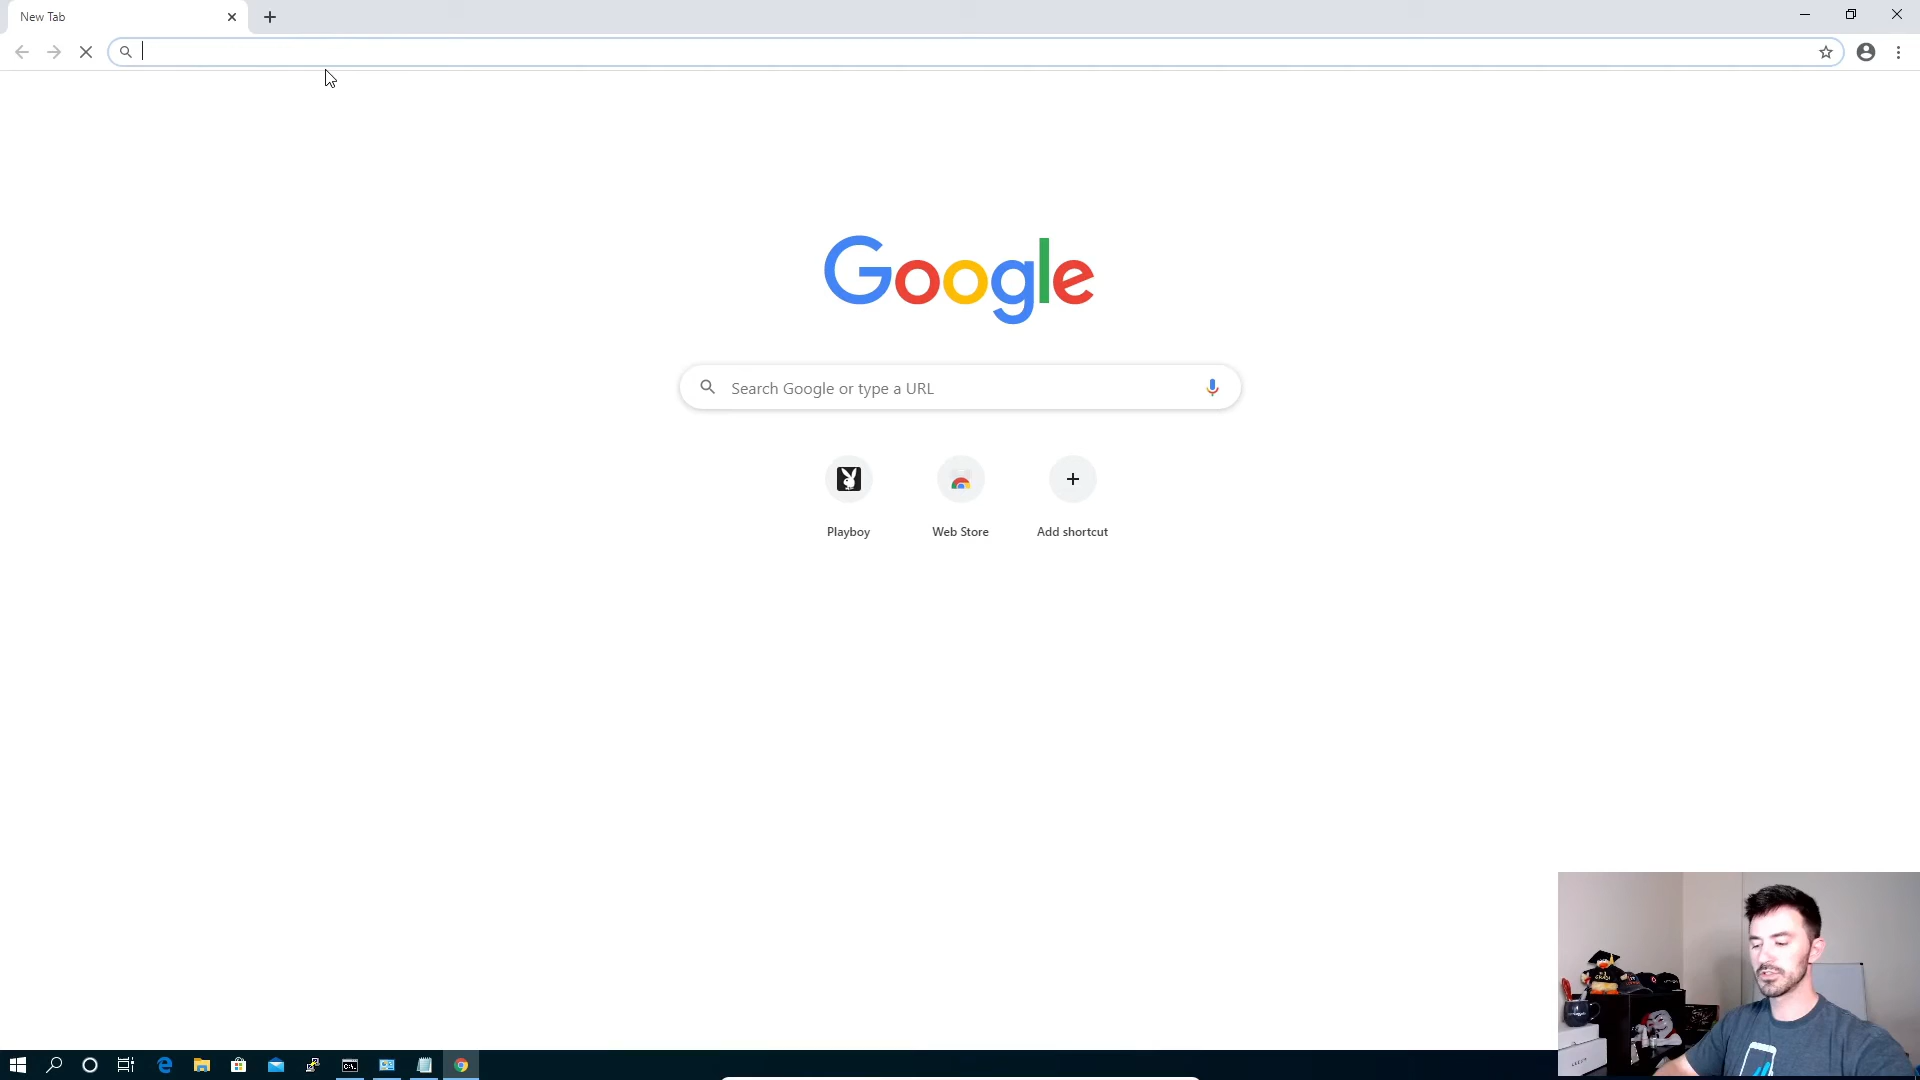 New Tab
Google
Search Google or type a URL
Playboy
Web Store
Add shortcut
C:\.